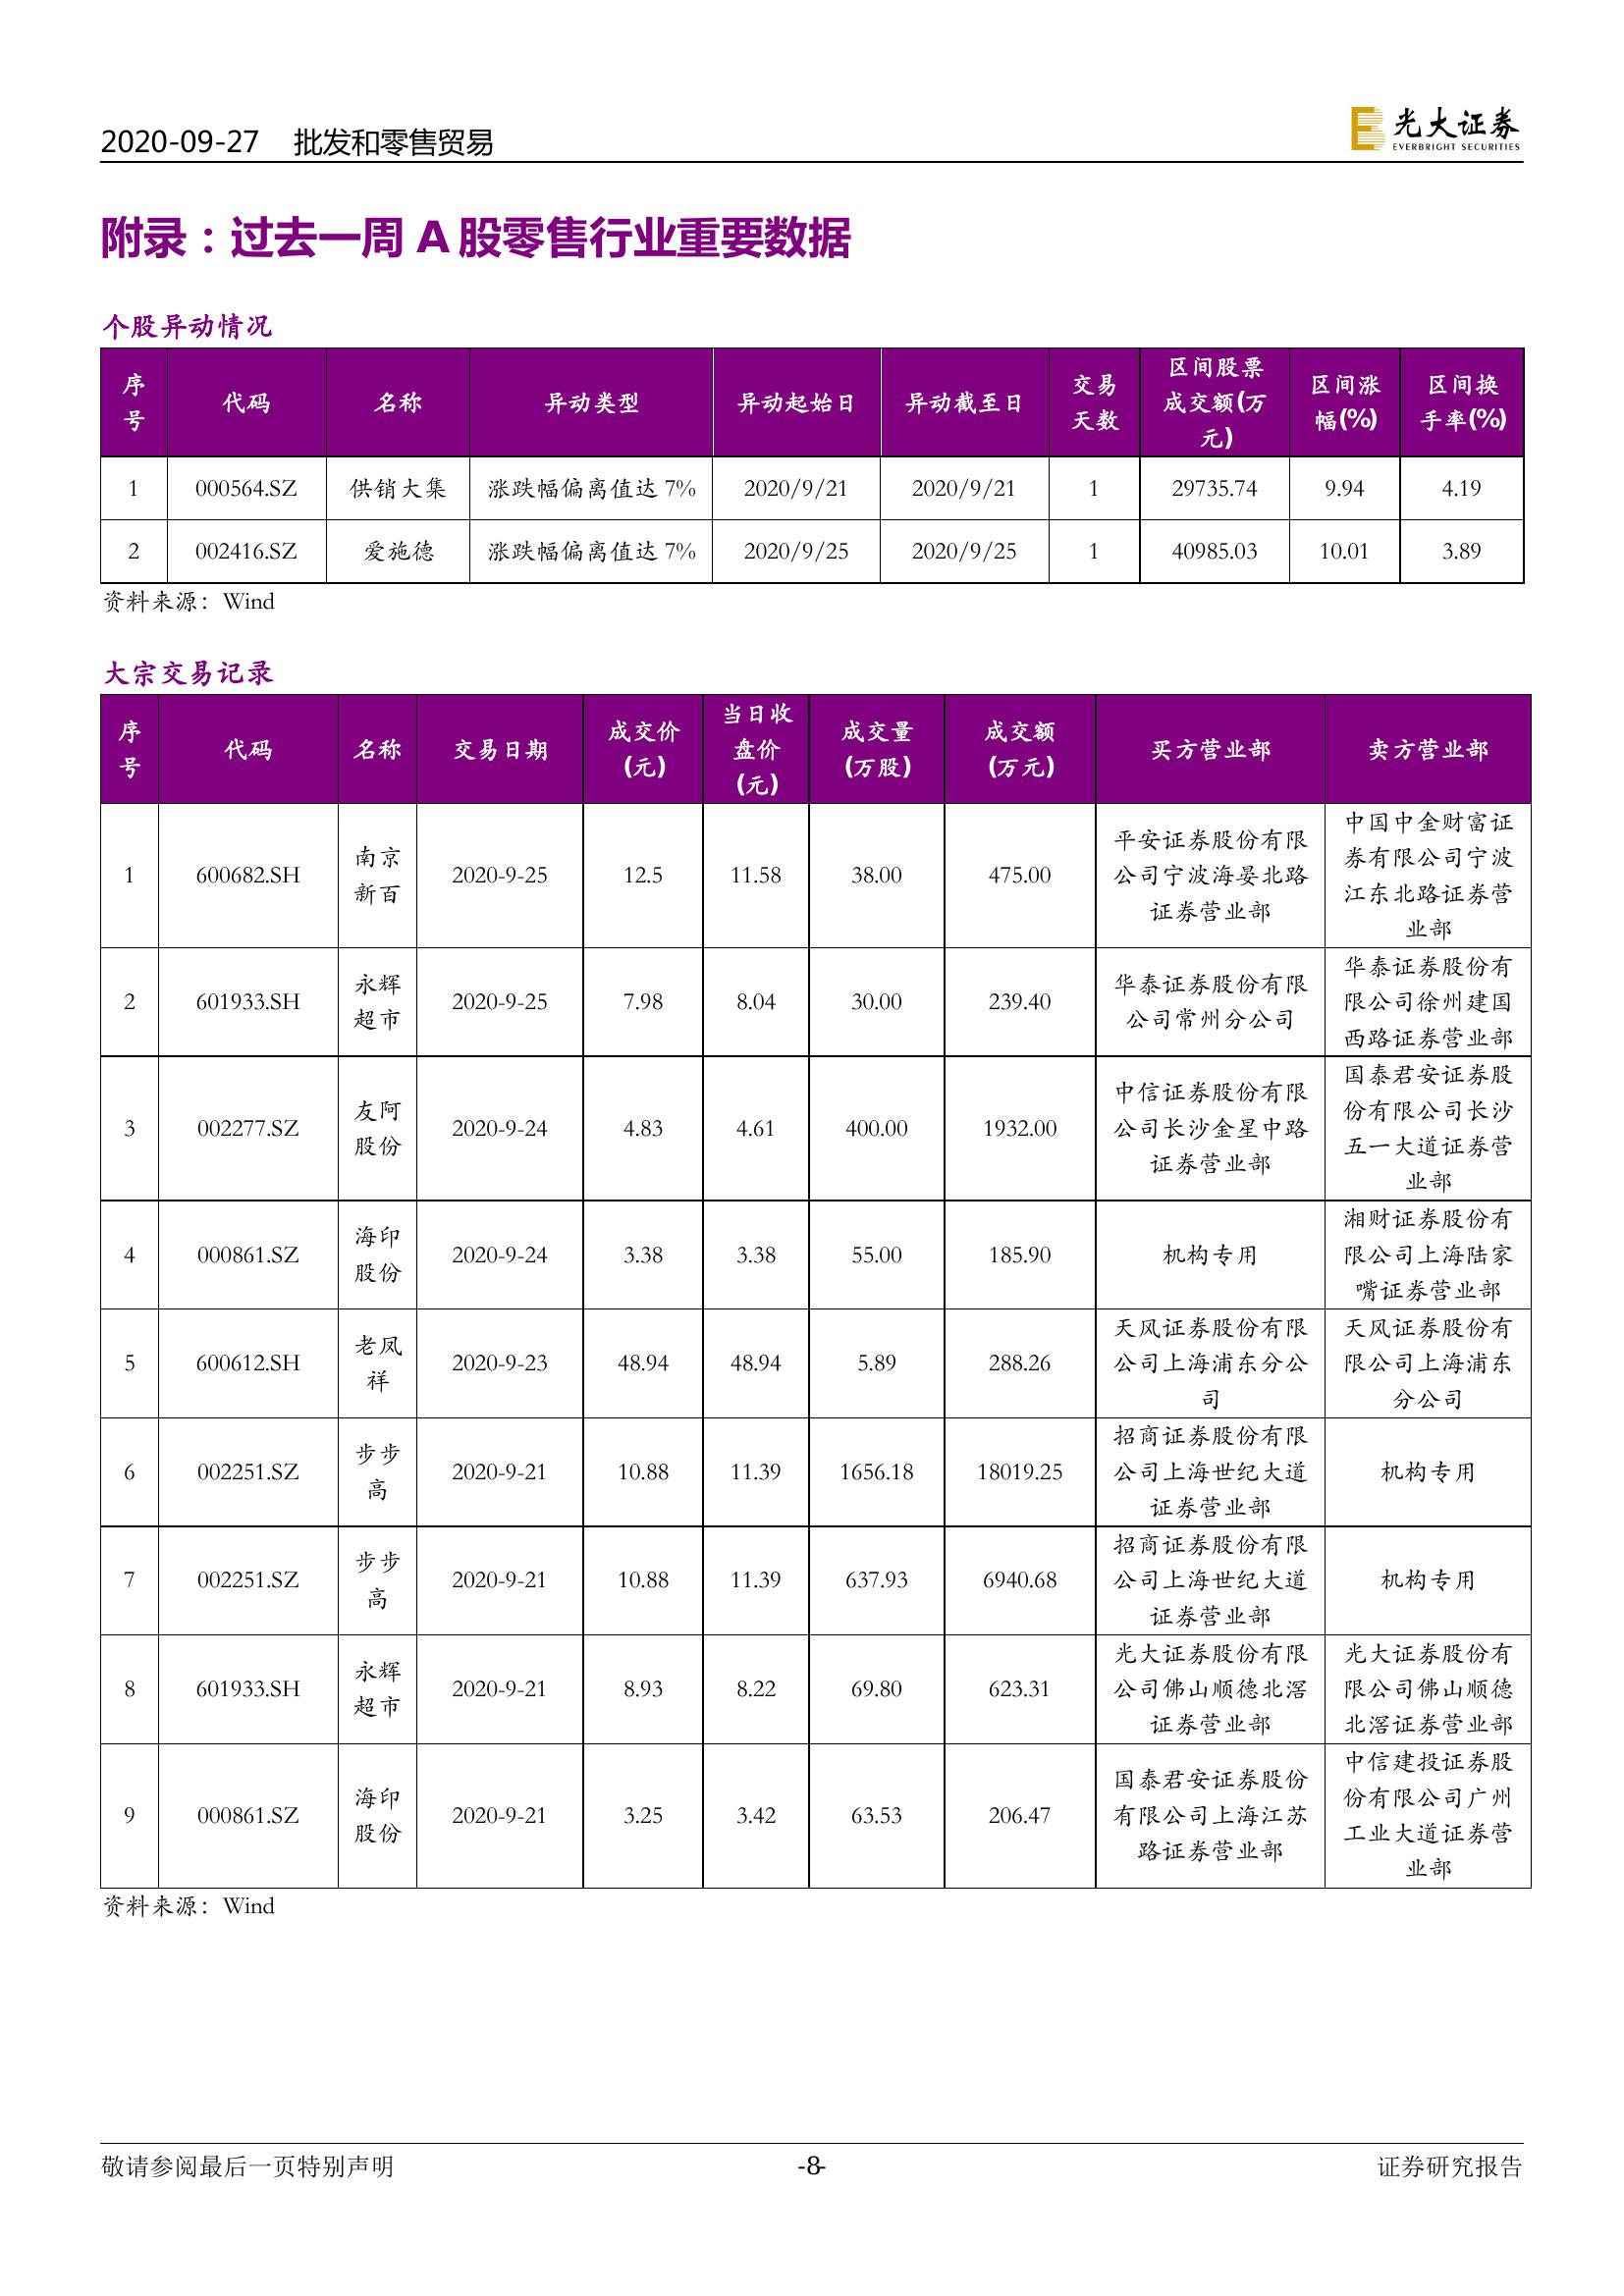 2020-09-27 批发和零售贸易
光大证券
EVERBRIGHT SECURITIES
附录：过去一周 A 股零售行业重要数据
个股异动情况
序号 代码 名称 异动类型 异动起始日 异动截至日 交易天数 区间股票成交额(万元) 区间涨幅(%) 区间换手率(%)
1 000564.SZ 供销大集 涨跌幅偏离值达 7% 2020/9/21 2020/9/21 1 29735.74 9.94 4.19
2 002416.SZ 爱施德 涨跌幅偏离值达 7% 2020/9/25 2020/9/25 1 40985.03 10.01 3.89
资料来源：Wind
大宗交易记录
序号 代码 名称 交易日期 成交价(元) 当日收盘价(元) 成交量(万股) 成交额(万元) 买方营业部 卖方营业部
1 600682.SH 南京新百 2020-9-25 12.5 11.58 38.00 475.00 平安证券股份有限公司宁波海晏北路证券营业部 中国中金财富证券有限公司宁波江东北路证券营业部
2 601933.SH 永辉超市 2020-9-25 7.98 8.04 30.00 239.40 华泰证券股份有限公司常州分公司 华泰证券股份有限公司徐州建国西路证券营业部
3 002277.SZ 友阿股份 2020-9-24 4.83 4.61 400.00 1932.00 中信证券股份有限公司长沙金星中路证券营业部 国泰君安证券股份有限公司长沙五一大道证券营业部
4 000861.SZ 海印股份 2020-9-24 3.38 3.38 55.00 185.90 机构专用 湘财证券股份有限公司上海陆家嘴证券营业部
5 600612.SH 老凤祥 2020-9-23 48.94 48.94 5.89 288.26 天风证券股份有限公司上海浦东分公司 天风证券股份有限公司上海浦东分公司
6 002251.SZ 步步高 2020-9-21 10.88 11.39 1656.18 18019.25 招商证券股份有限公司上海世纪大道证券营业部 机构专用
7 002251.SZ 步步高 2020-9-21 10.88 11.39 637.93 6940.68 招商证券股份有限公司上海世纪大道证券营业部 机构专用
8 601933.SH 永辉超市 2020-9-21 8.93 8.22 69.80 623.31 光大证券股份有限公司佛山顺德北滘证券营业部 光大证券股份有限公司佛山顺德北滘证券营业部
9 000861.SZ 海印股份 2020-9-21 3.25 3.42 63.53 206.47 国泰君安证券股份有限公司上海江苏路证券营业部 中信建投证券股份有限公司广州工业大道证券营业部
资料来源：Wind
敬请参阅最后一页特别声明 -8- 证券研究报告